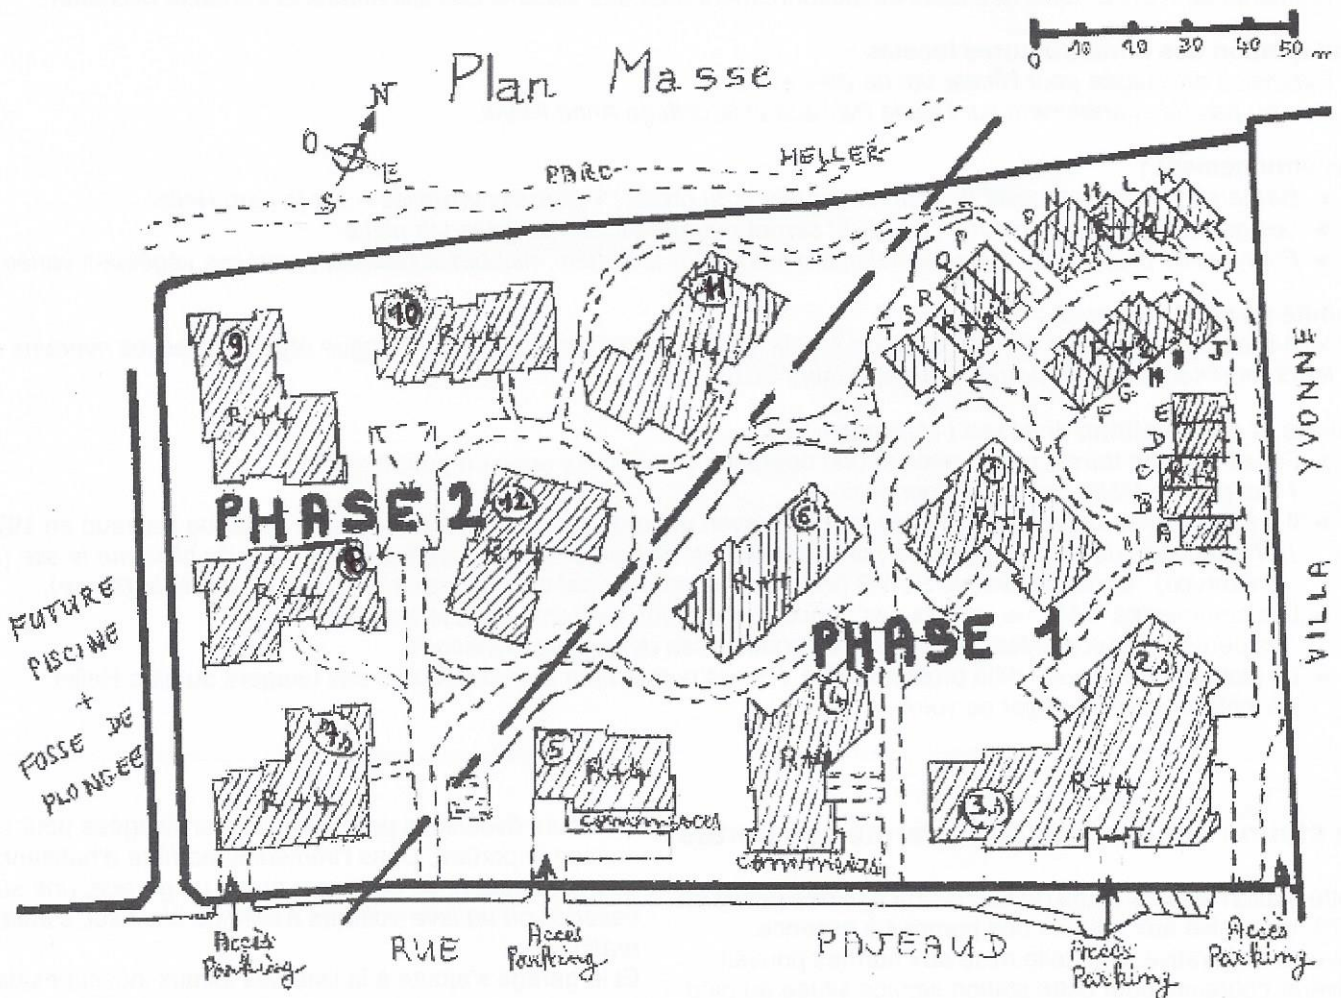 Plan Masse
0 10 20 30 40 50 m
N
O
E
S
PARC HELLER
N M L K
P
Q
R
S
T
R+2
J
H
G
F
E
D
C
B
A
9
R+4
10
R+4
11
R+4
12
R+4
PHASE 2
8
R+4
7
R+4
6
R+4
1
R+4
PHASE 1
2
3
R+4
4
R+4
5
R+4
commerces
commerces
FUTURE
PISCINE
+
FOSSE DE
PLONGEE
VILLA YVONNE
RUE PAJEAUD
Accès
Parking
Accès
Parking
Accès
Parking
Accès
Parking